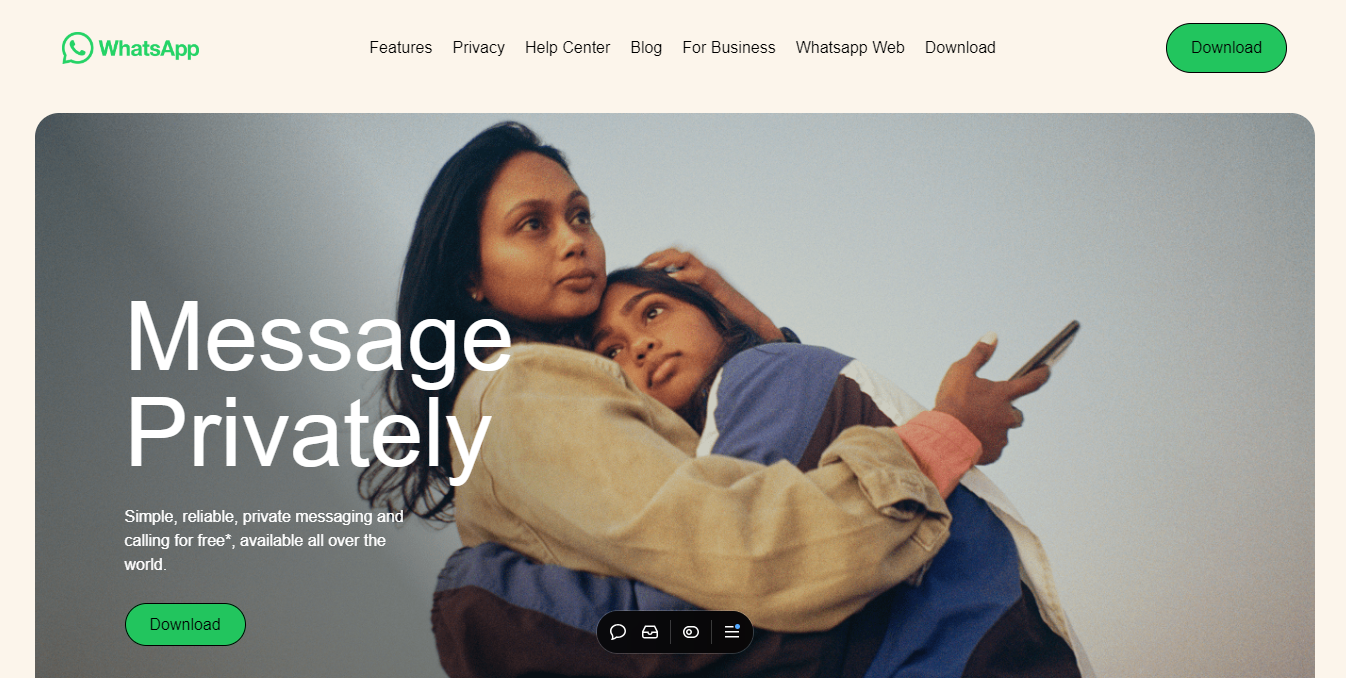 WhatsApp
Features Privacy Help Center Blog For Business Whatsapp Web Download
Download
Message
Privately
Simple, reliable, private messaging and
calling for free*, available all over the
world.
Download